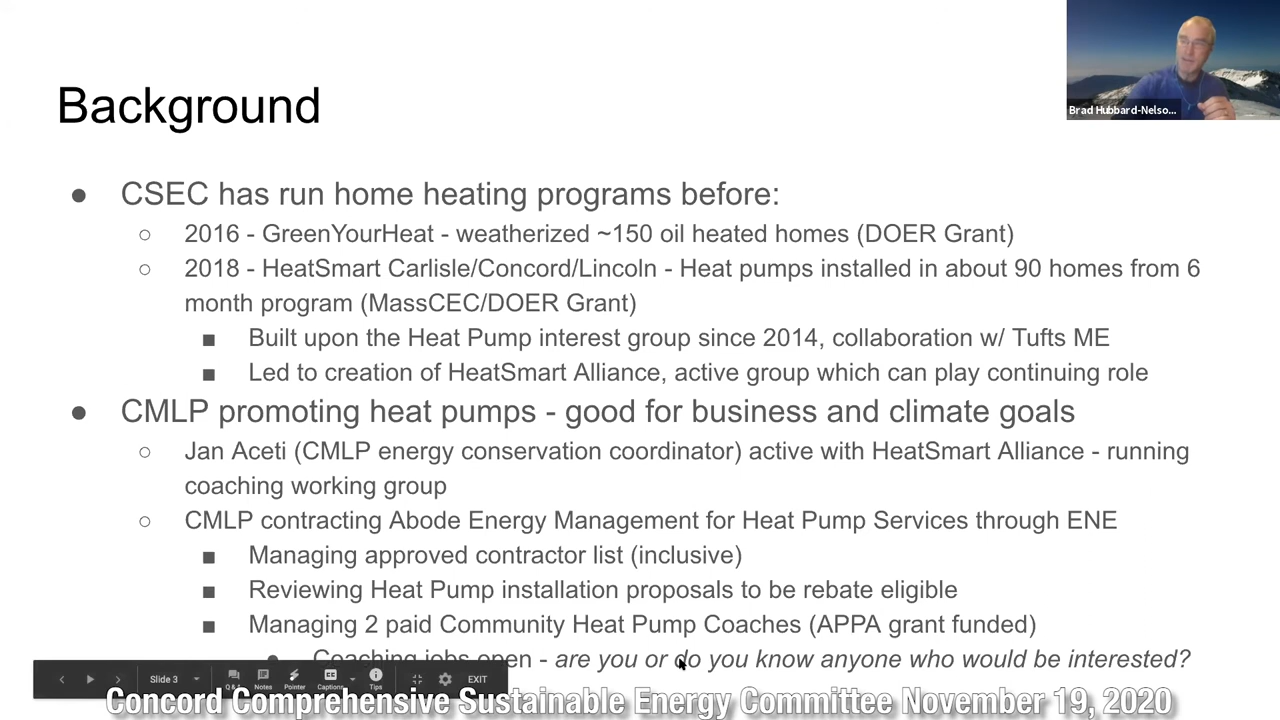 Background
Brad Hubbard-Nelso...
● CSEC has run home heating programs before:
○ 2016 - GreenYourHeat - weatherized ~150 oil heated homes (DOER Grant)
○ 2018 - HeatSmart Carlisle/Concord/Lincoln - Heat pumps installed in about 90 homes from 6
month program (MassCEC/DOER Grant)
■ Built upon the Heat Pump interest group since 2014, collaboration w/ Tufts ME
■ Led to creation of HeatSmart Alliance, active group which can play continuing role
● CMLP promoting heat pumps - good for business and climate goals
○ Jan Aceti (CMLP energy conservation coordinator) active with HeatSmart Alliance - running
coaching working group
○ CMLP contracting Abode Energy Management for Heat Pump Services through ENE
■ Managing approved contractor list (inclusive)
■ Reviewing Heat Pump installation proposals to be rebate eligible
■ Managing 2 paid Community Heat Pump Coaches (APPA grant funded)
● Coaching jobs open - are you or do you know anyone who would be interested?
Slide 3 Q&A Notes Pointer Captions Tips EXIT
Concord Comprehensive Sustainable Energy Committee November 19, 2020